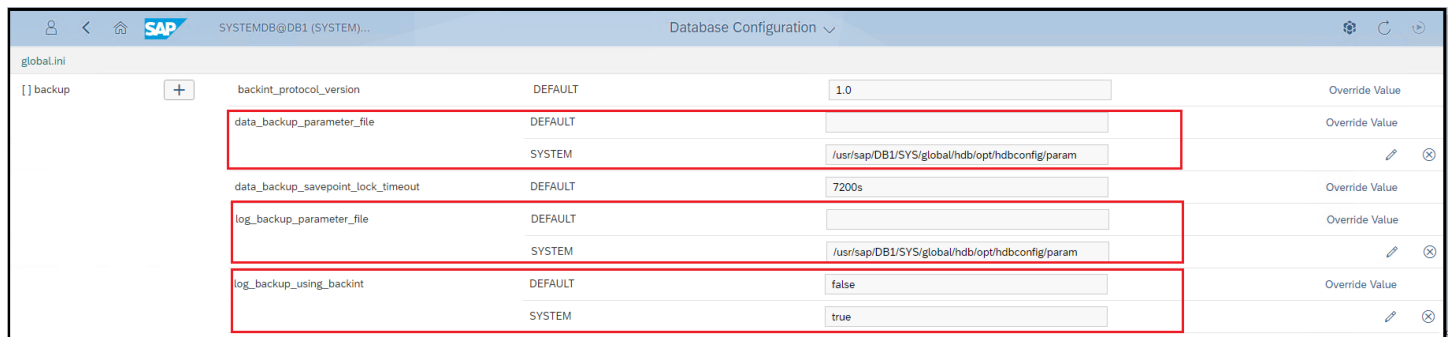 SAP SYSTEMDB@DB1 (SYSTEM)... Database Configuration
global.ini
[ ] backup + backint_protocol_version DEFAULT 1.0 Override Value
data_backup_parameter_file DEFAULT Override Value
SYSTEM /usr/sap/DB1/SYS/global/hdb/opt/hdbconfig/param
data_backup_savepoint_lock_timeout DEFAULT 7200s Override Value
log_backup_parameter_file DEFAULT Override Value
SYSTEM /usr/sap/DB1/SYS/global/hdb/opt/hdbconfig/param
log_backup_using_backint DEFAULT false Override Value
SYSTEM true